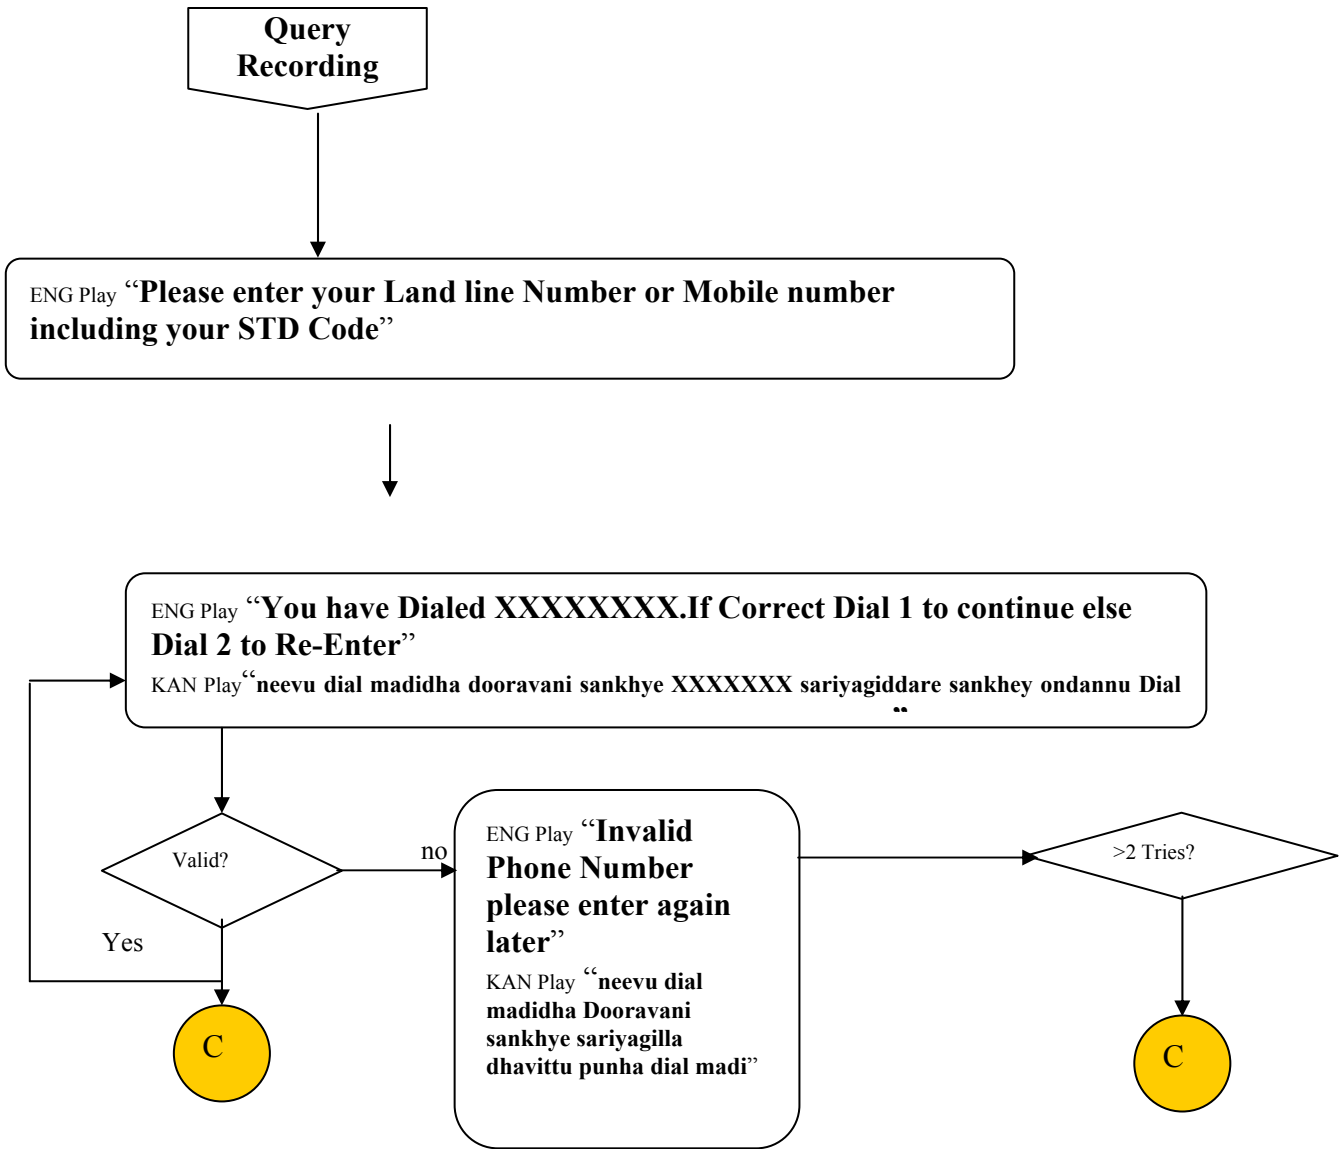 Query
Recording
ENG Play “Please enter your Land line Number or Mobile number
including your STD Code”
ENG Play “You have Dialed XXXXXXXX.If Correct Dial 1 to continue else
Dial 2 to Re-Enter”
KAN Play“neevu dial madidha dooravani sankhye XXXXXXX sariyagiddare sankhey ondannu Dial
”
Valid?
no
Yes
C
ENG Play “Invalid
Phone Number
please enter again
later”
KAN Play “neevu dial
madidha Dooravani
sankhye sariyagilla
dhavittu punha dial madi”
>2 Tries?
C